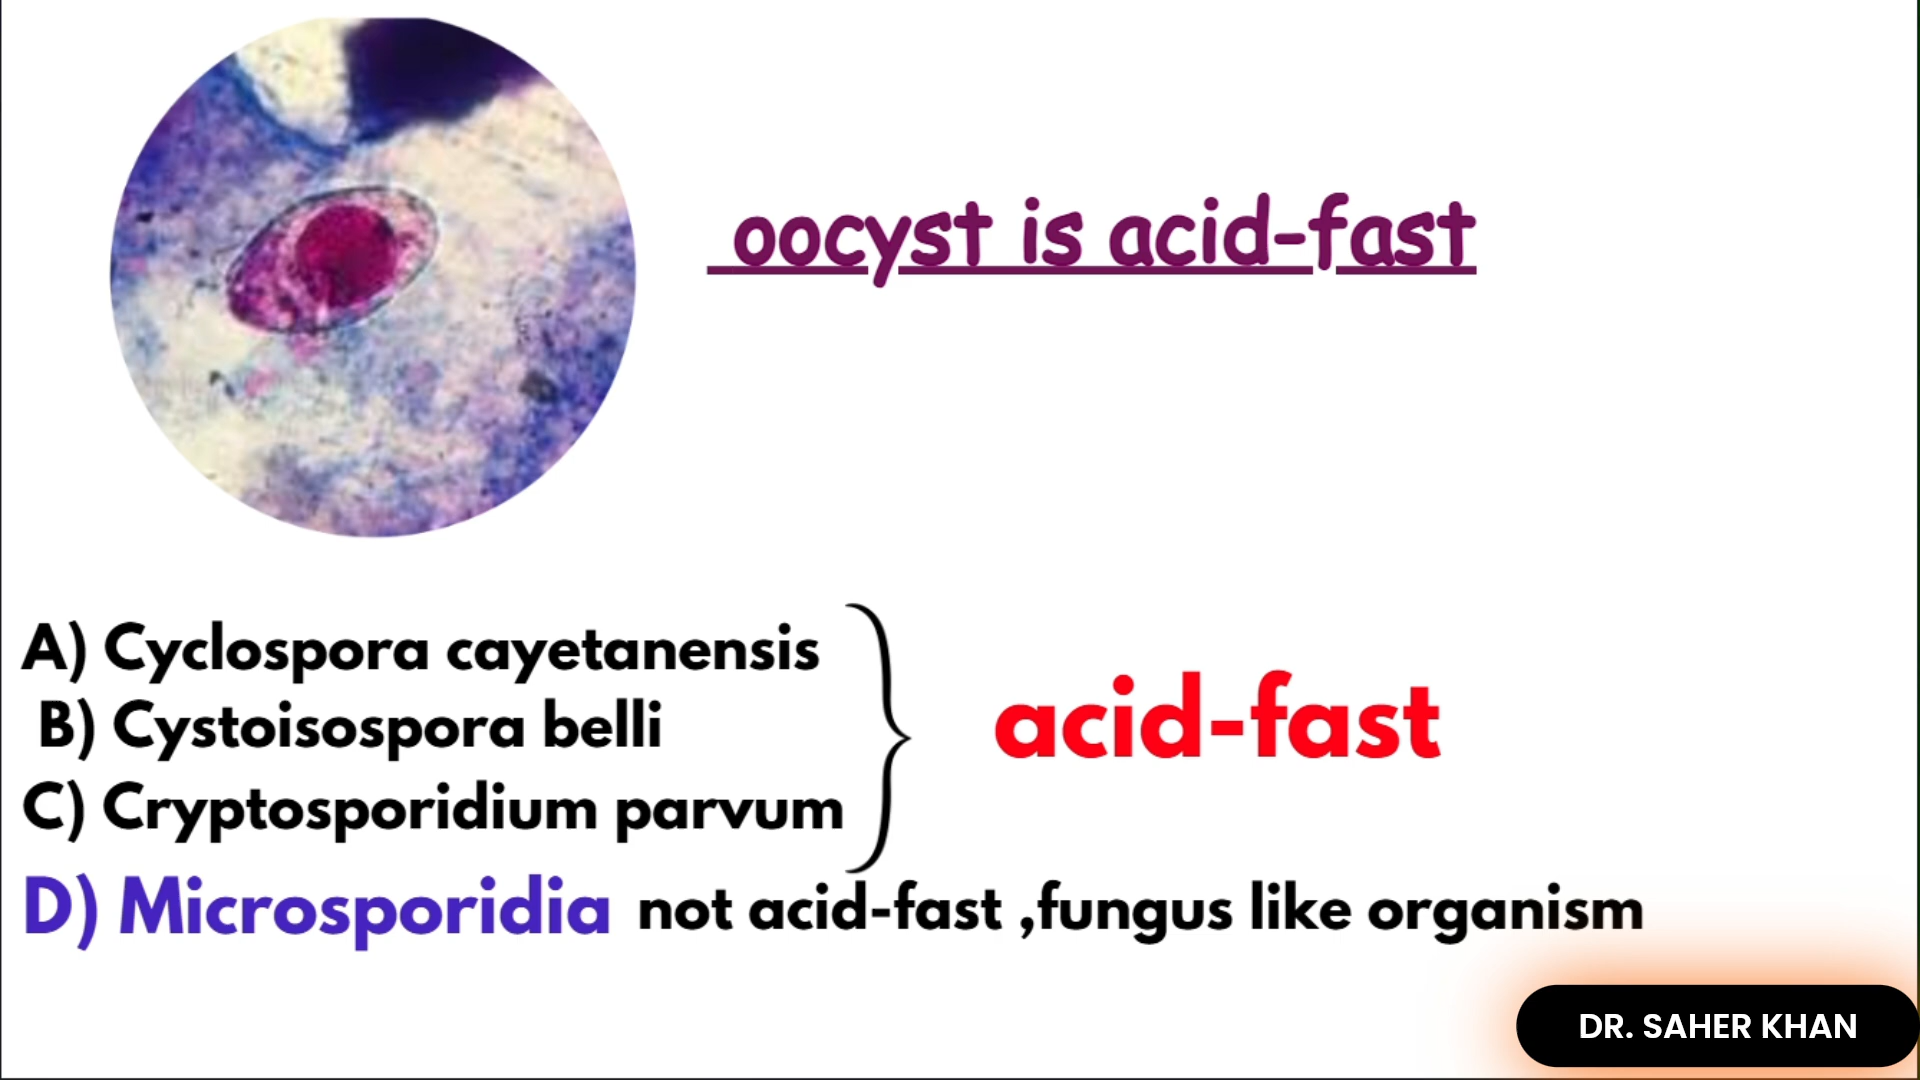 oocyst is acid-fast
A) Cyclospora cayetanensis
B) Cystoisospora belli
C) Cryptosporidium parvum
acid-fast
D) Microsporidia not acid-fast ,fungus like organism
DR. SAHER KHAN